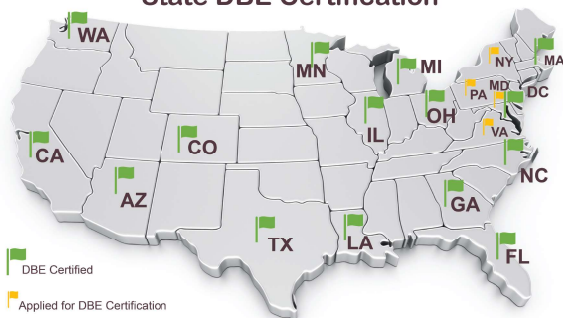 State DBE Certification
WA
MN
MI
NY
MA
PA
MD
DC
IL
OH
VA
CA
CO
NC
AZ
GA
TX
LA
FL
DBE Certified
Applied for DBE Certification